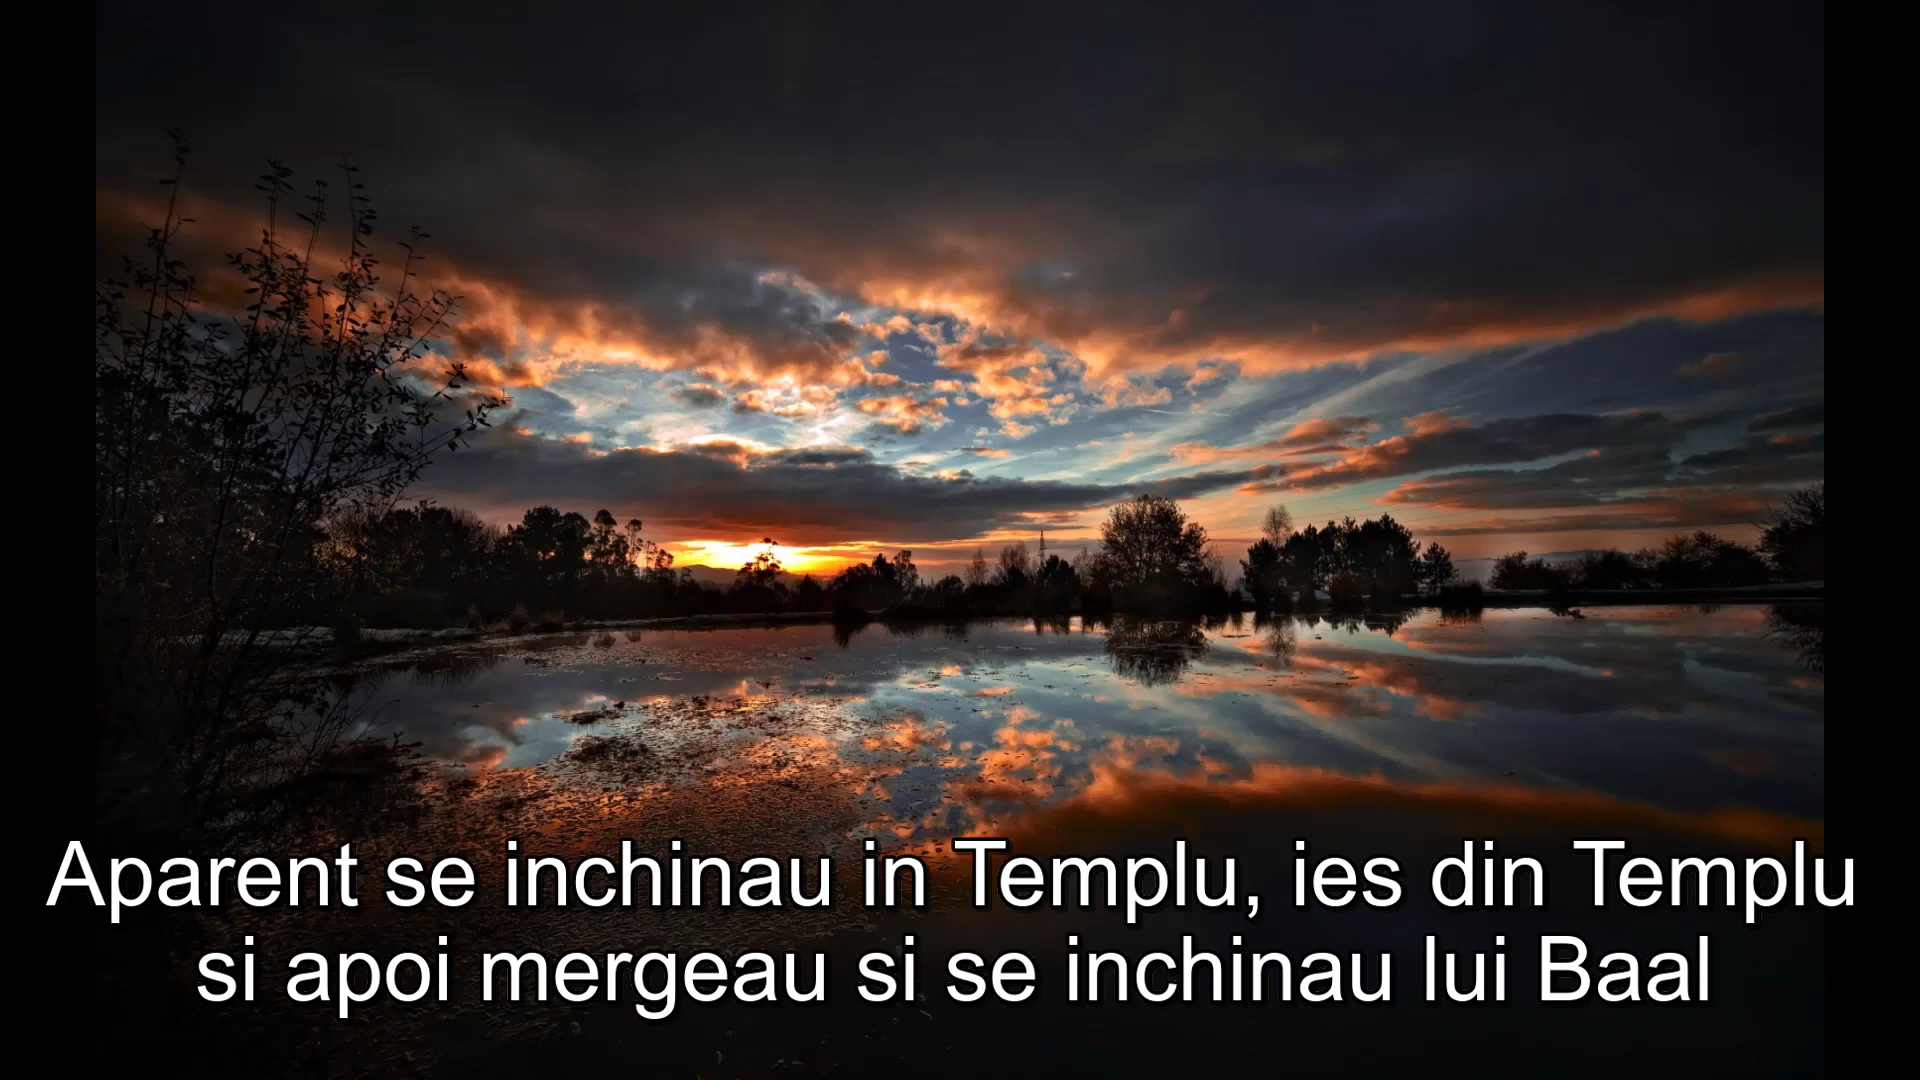 Aparent se inchinau in Templu, ies din Templu
si apoi mergeau si se inchinau lui Baal